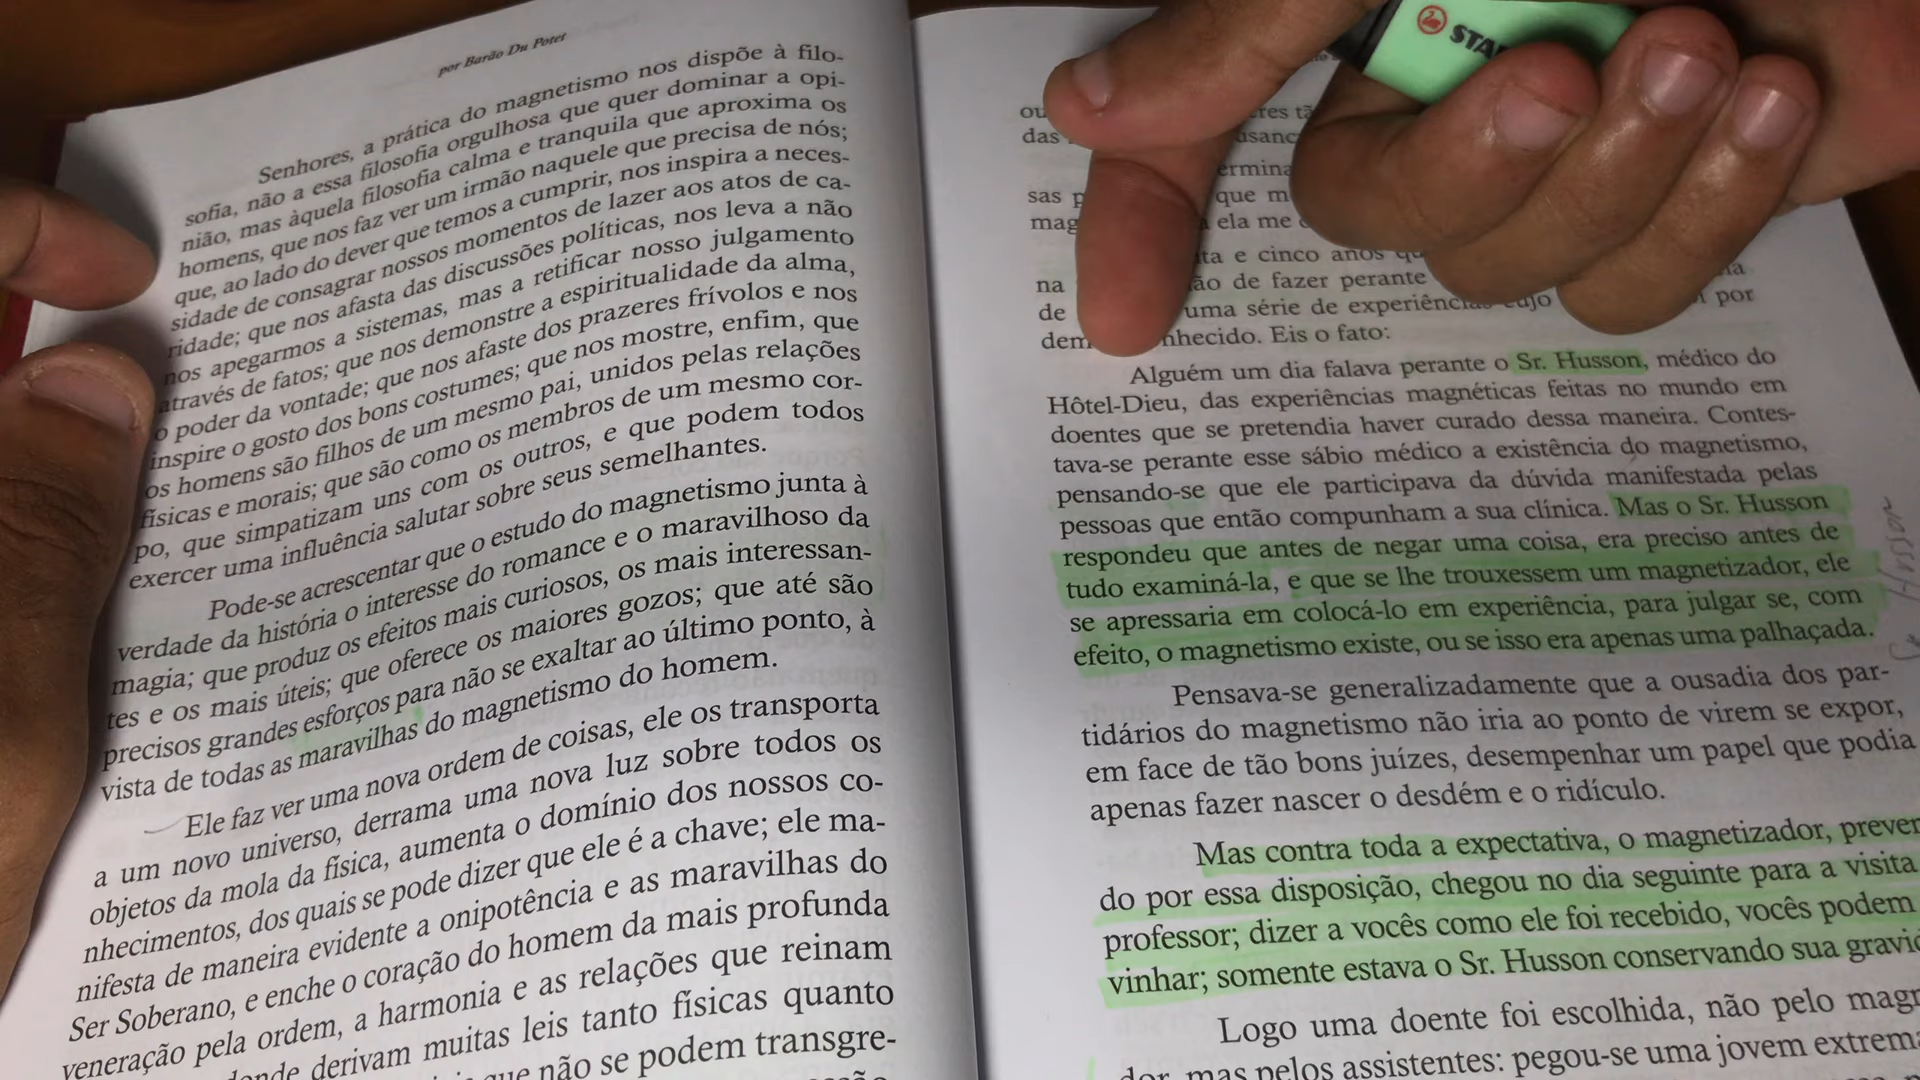 por Barão Du Potet
Senhores, a prática do magnetismo nos dispõe à filo-
sofia, não a essa filosofia orgulhosa que quer dominar a opi-
nião, mas àquela filosofia calma e tranquila que aproxima os
homens, que nos faz ver um irmão naquele que precisa de nós;
que, ao lado do dever que temos a cumprir, nos inspira a neces-
sidade de consagrar nossos momentos de lazer aos atos de ca-
ridade; que nos afasta das discussões políticas, nos leva a não
nos apegarmos a sistemas, mas a retificar nosso julgamento
através de fatos; que nos demonstre a espiritualidade da alma,
o poder da vontade; que nos afaste dos prazeres frívolos e nos
inspire o gosto dos bons costumes; que nos mostre, enfim, que
os homens são filhos de um mesmo pai, unidos pelas relações
físicas e morais; que são como os membros de um mesmo cor-
po, que simpatizam uns com os outros, e que podem todos
exercer uma influência salutar sobre seus semelhantes.
Pode-se acrescentar que o estudo do magnetismo junta à
verdade da história o interesse do romance e o maravilhoso da
magia; que produz os efeitos mais curiosos, os mais interessan-
tes e os mais úteis; que oferece os maiores gozos; que até são
precisos grandes esforços para não se exaltar ao último ponto, à
vista de todas as maravilhas do magnetismo do homem.
Ele faz ver uma nova ordem de coisas, ele os transporta
a um novo universo, derrama uma nova luz sobre todos os
objetos da mola da física, aumenta o domínio dos nossos co-
nhecimentos, dos quais se pode dizer que ele é a chave; ele ma-
nifesta de maneira evidente a onipotência e as maravilhas do
Ser Soberano, e enche o coração do homem da mais profunda
veneração pela ordem, a harmonia e as relações que reinam
derivam muitas leis tanto físicas quanto
que não se podem transgre-
STA
ou
das
sas que m
ela me
e cinco anos
na de fazer perante
de uma série de experiências cujo por
Eis o fato:
Alguém um dia falava perante o Sr. Husson, médico do
Hôtel-Dieu, das experiências magnéticas feitas no mundo em
doentes que se pretendia haver curado dessa maneira. Contes-
tava-se perante esse sábio médico a existência do magnetismo,
pensando-se que ele participava da dúvida manifestada pelas
pessoas que então compunham a sua clínica. Mas o Sr. Husson
respondeu que antes de negar uma coisa, era preciso antes de
tudo examiná-la, e que se lhe trouxessem um magnetizador, ele
se apressaria em colocá-lo em experiência, para julgar se, com
efeito, o magnetismo existe, ou se isso era apenas uma palhaçada.
Pensava-se generalizadamente que a ousadia dos par-
tidários do magnetismo não iria ao ponto de virem se expor,
em face de tão bons juízes, desempenhar um papel que podia
apenas fazer nascer o desdém e o ridículo.
Mas contra toda a expectativa, o magnetizador, preven
do por essa disposição, chegou no dia seguinte para a visita
professor; dizer a vocês como ele foi recebido, vocês podem
vinhar; somente estava o Sr. Husson conservando sua gravid
Logo uma doente foi escolhida, não pelo magn
dor, mas pelos assistentes: pegou-se uma jovem extrema